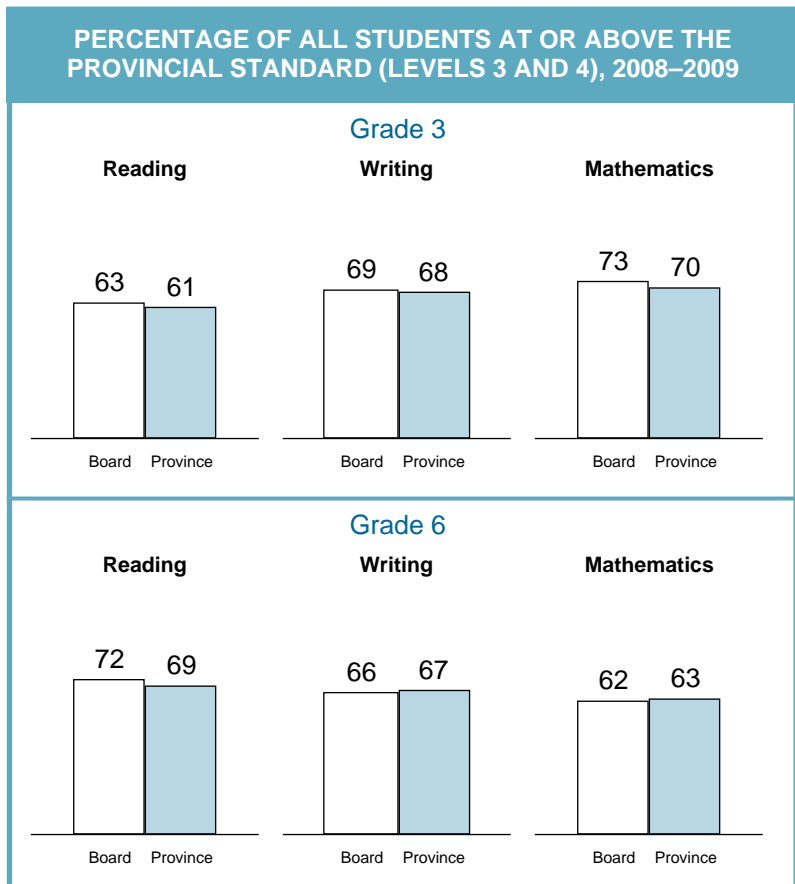 PERCENTAGE OF ALL STUDENTS AT OR ABOVE THE
PROVINCIAL STANDARD (LEVELS 3 AND 4), 2008–2009
Grade 3
Reading Writing Mathematics
63 61 69 68 73 70
Board Province Board Province Board Province
Grade 6
Reading Writing Mathematics
72 69 66 67 62 63
Board Province Board Province Board Province